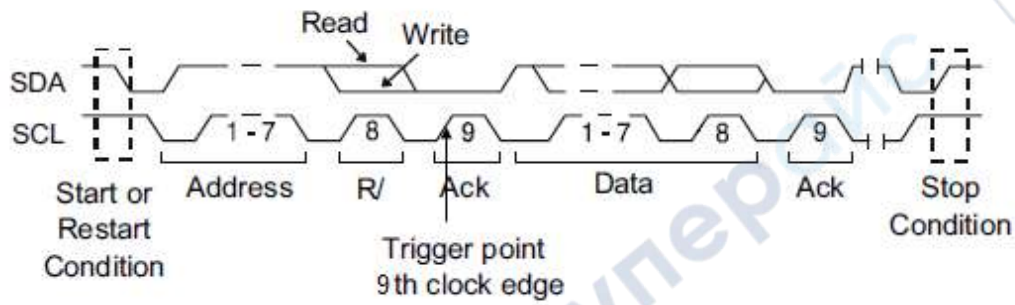 Read
Write
SDA
SCL
1 - 7
8
9
1 - 7
8
9
Address
R/
Ack
Data
Ack
Start or
Restart
Condition
Stop
Condition
Trigger point
9th clock edge